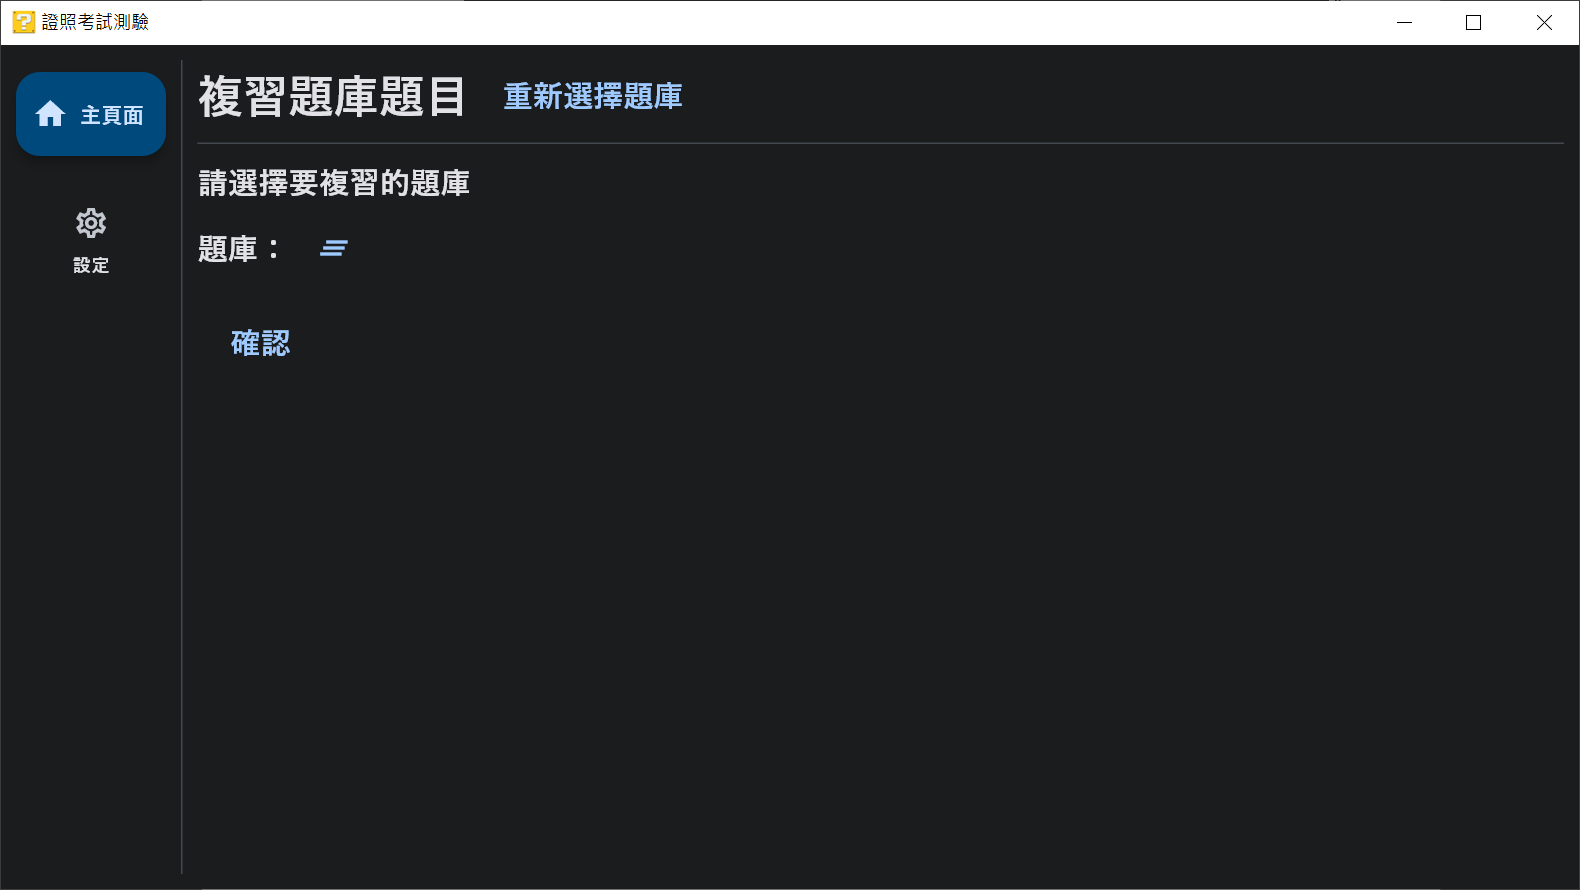 證照考試測驗
主頁面
設定
複習題庫題目
重新選擇題庫
請選擇要複習的題庫
題庫：
確認